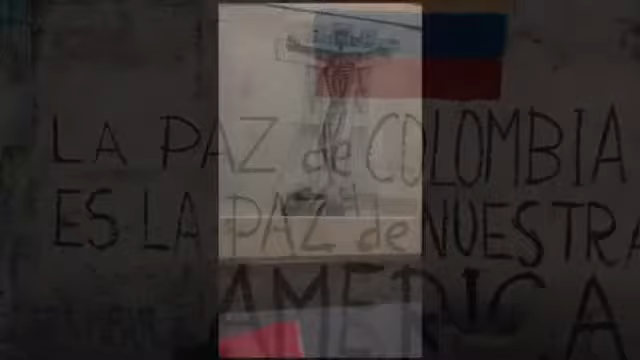 LA PAZ de COLOMBIA
ES LA PAZ de NUESTRA
AMERICA